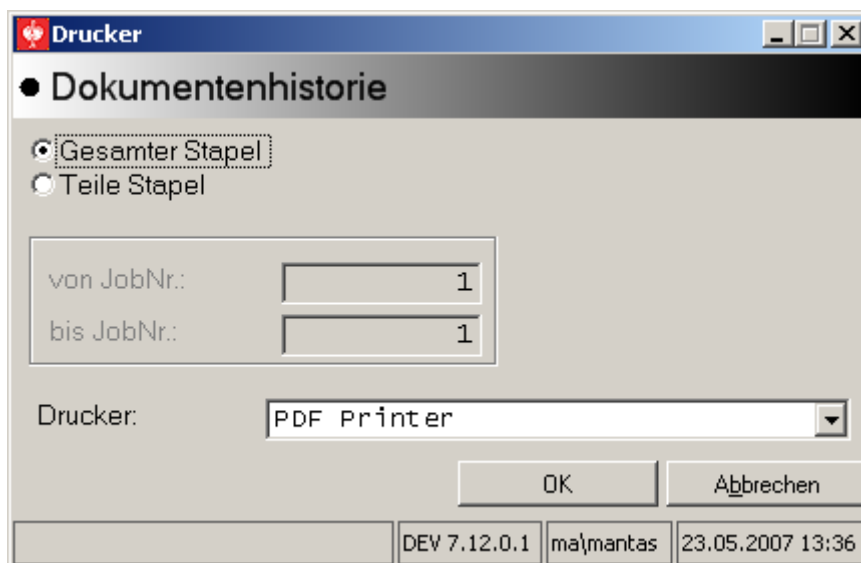 Drucker
Dokumentenhistorie
Gesamter Stapel
Teile Stapel
von JobNr.: 1
bis JobNr.: 1
Drucker: PDF Printer
OK Abbrechen
DEV 7.12.0.1 ma\mantas 23.05.2007 13:36